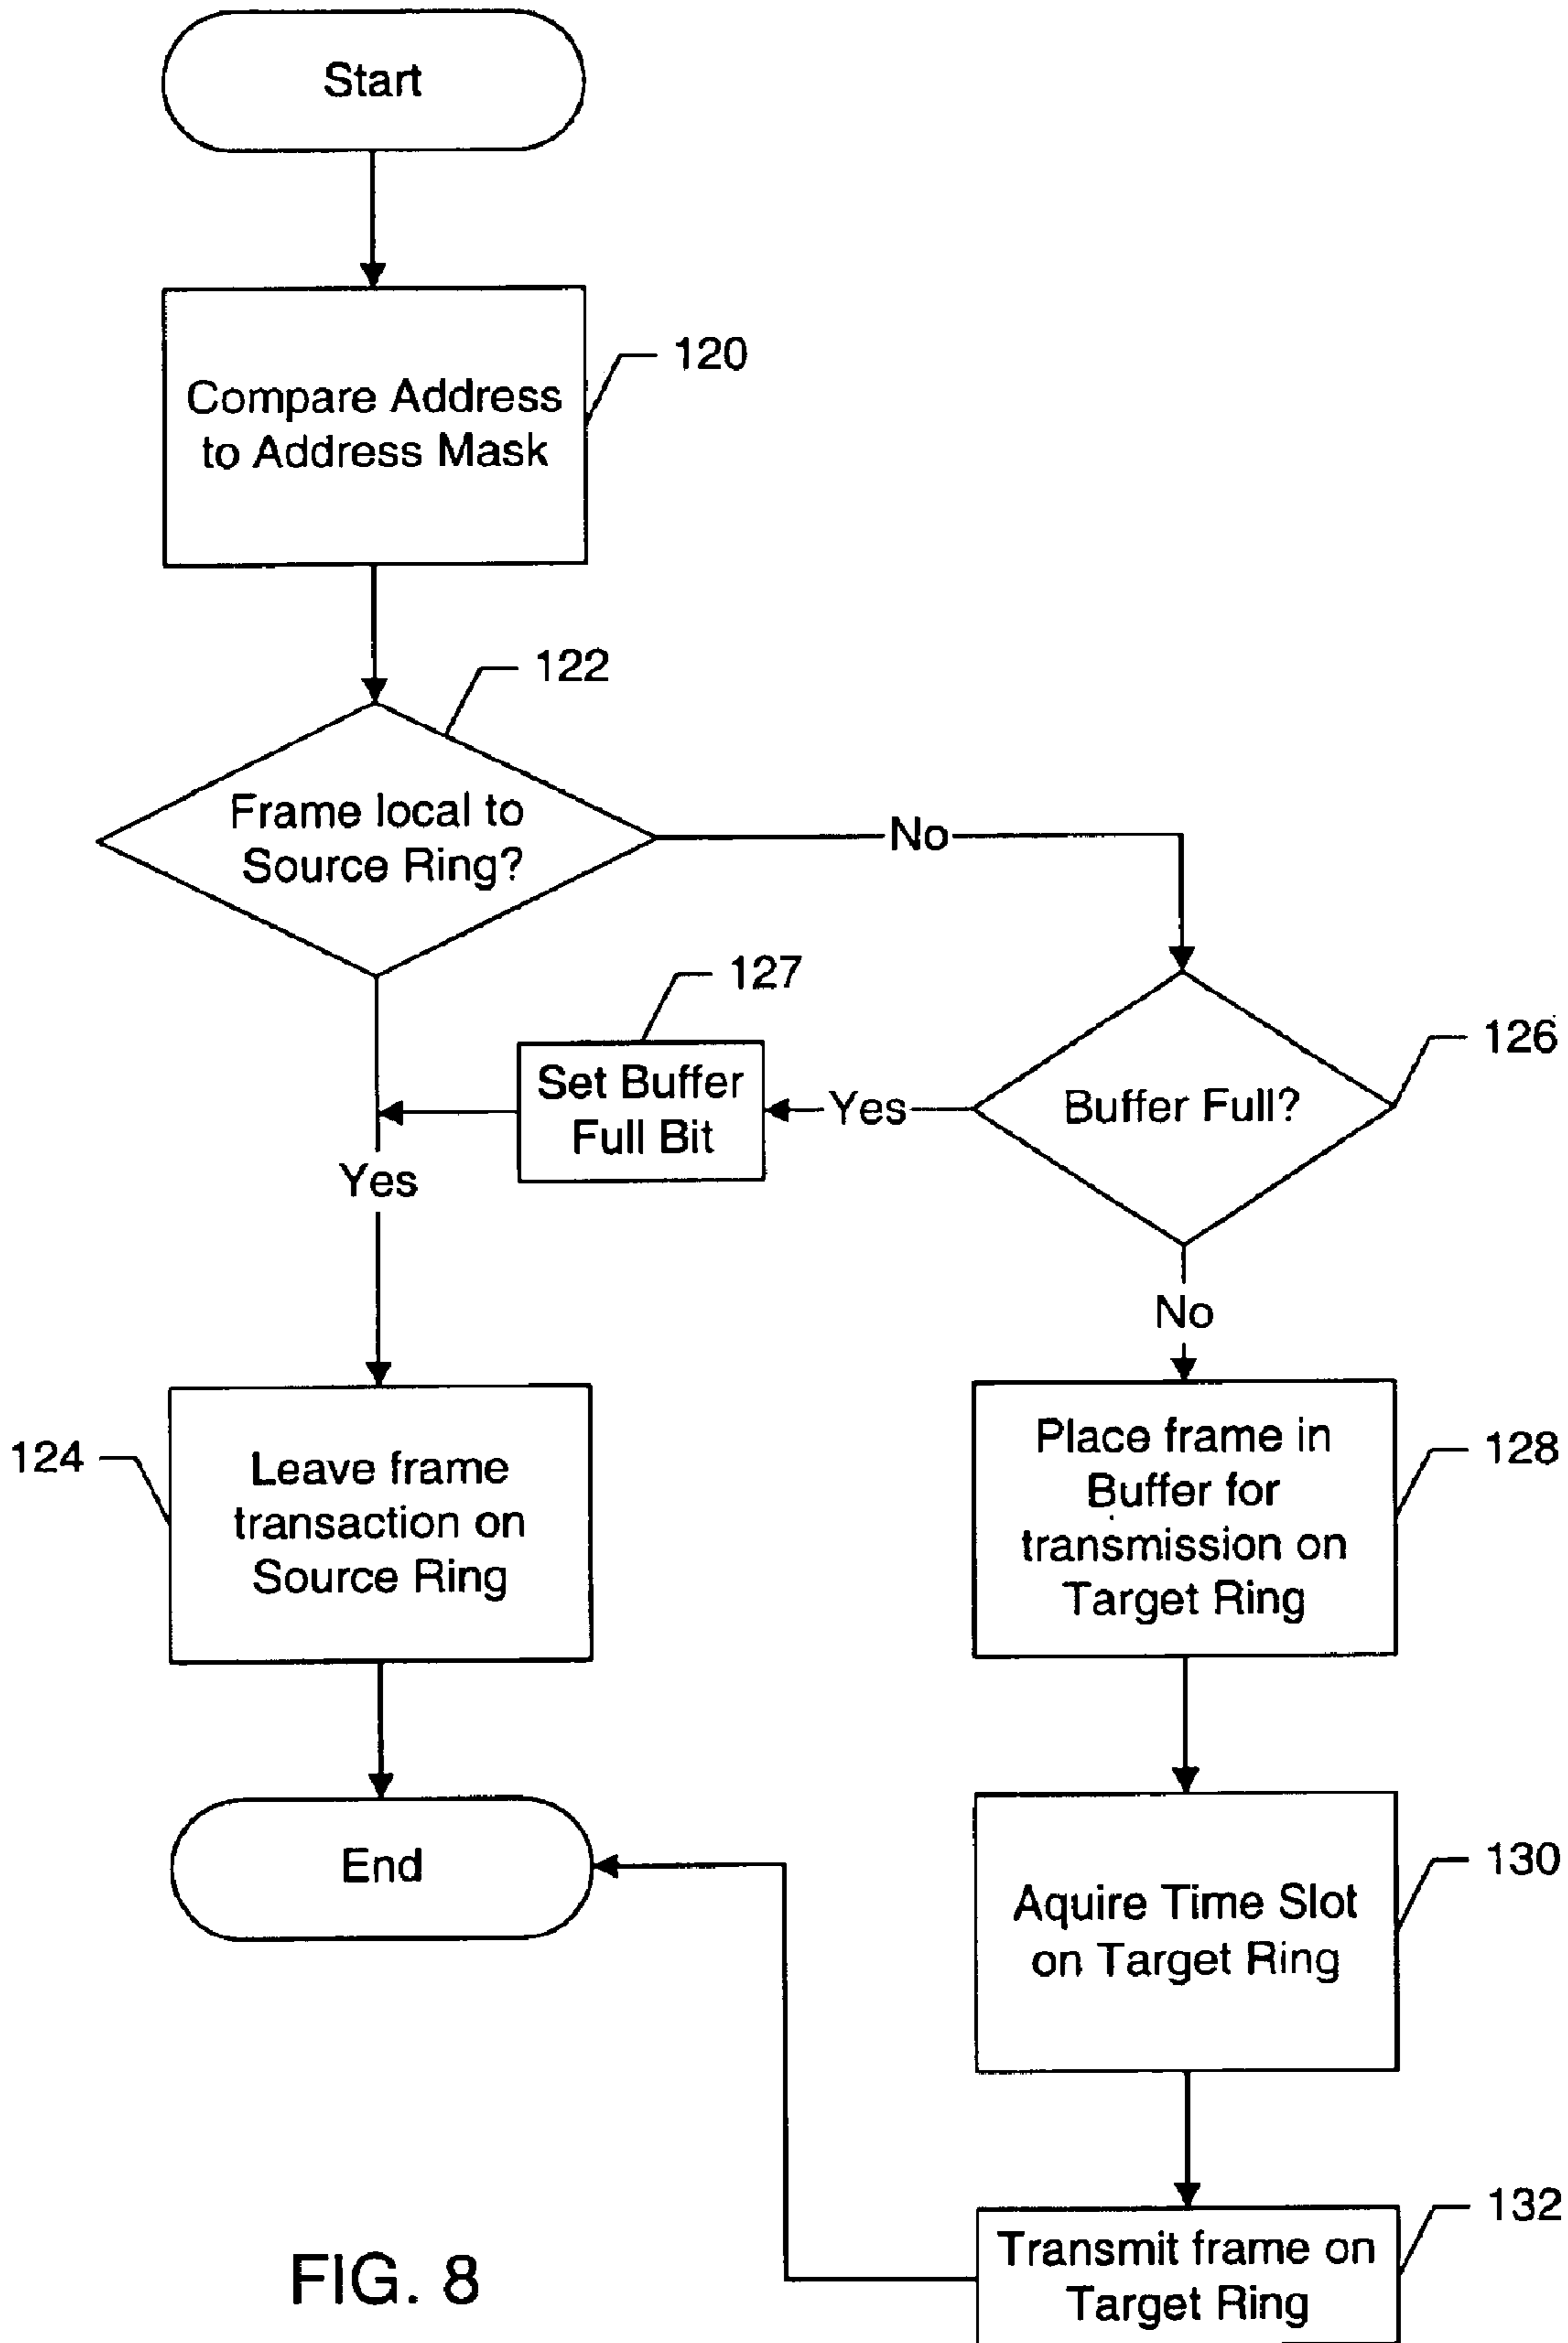 Start
120
Compare Address
to Address Mask
122
Frame local to
Source Ring?
No
127
126
Set Buffer
Full Bit
Yes
Buffer Full?
Yes
No
124
Leave frame
transaction on
Source Ring
Place frame in
Buffer for
transmission on
Target Ring
128
End
130
Aquire Time Slot
on Target Ring
132
Transmit frame on
Target Ring
FIG. 8